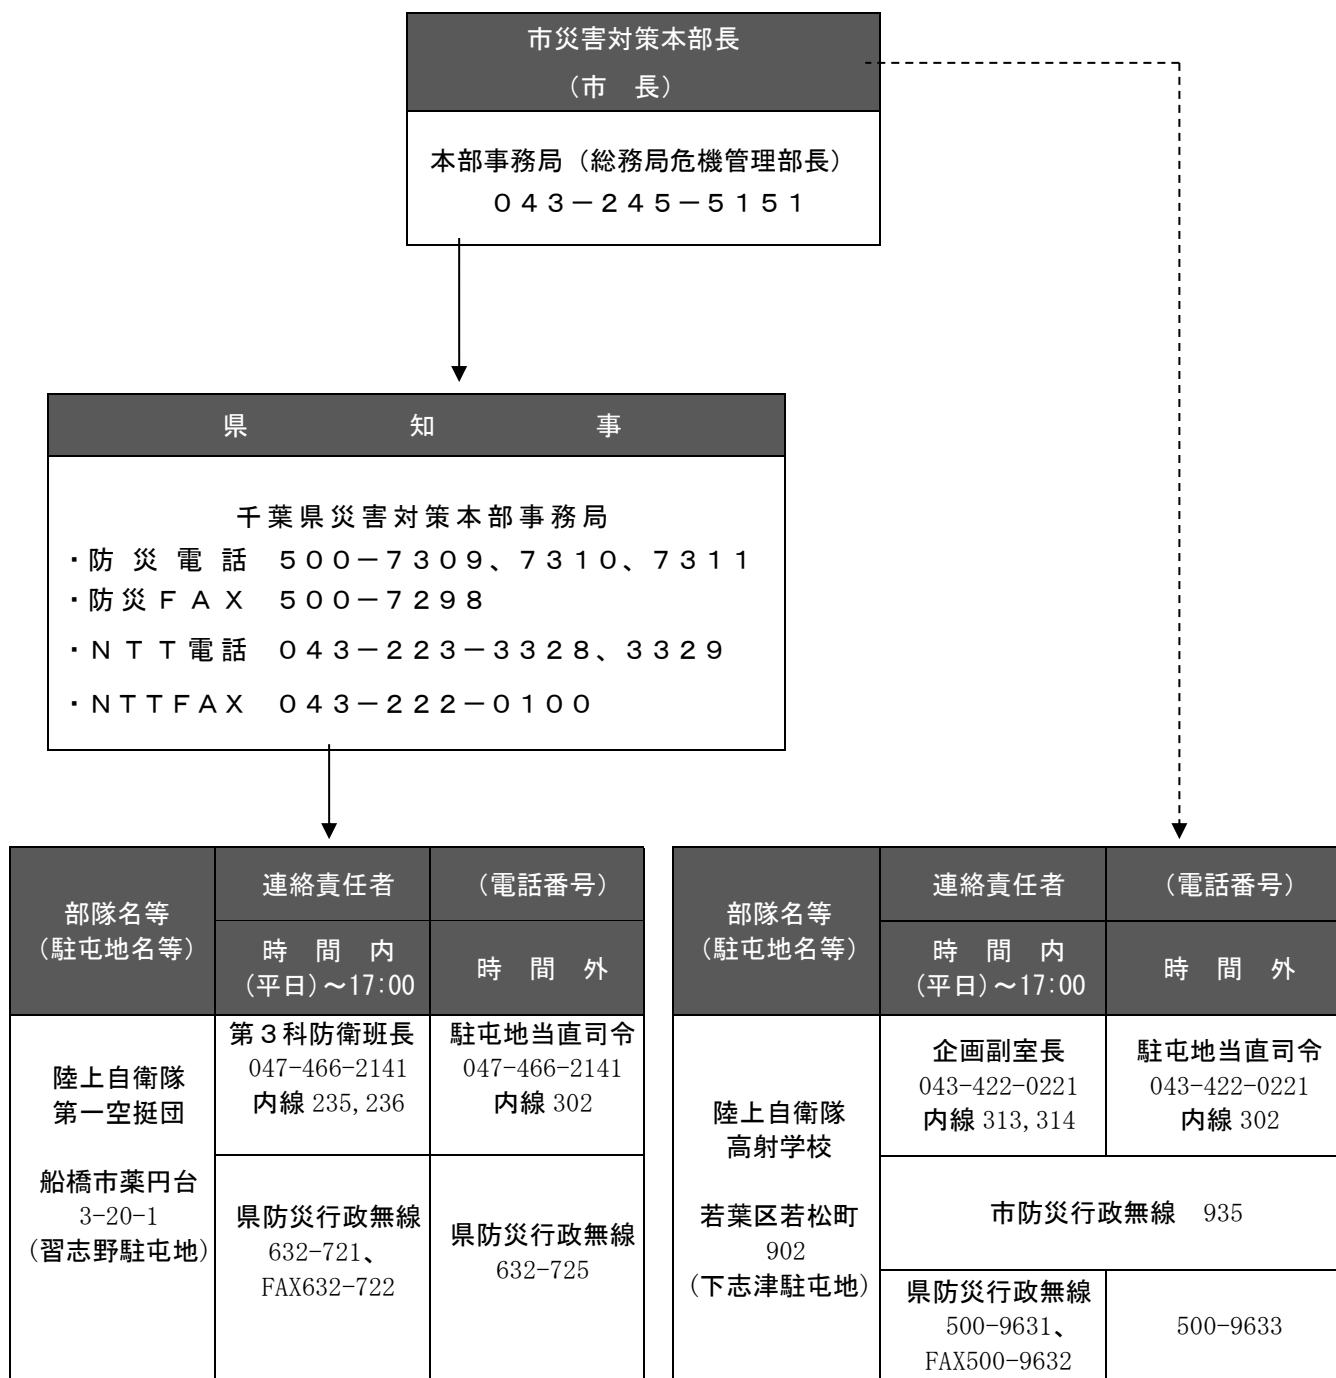 市災害対策本部長
（市　長）
本部事務局（総務局危機管理部長）
０４３－２４５－５１５１
県　知　事
千葉県災害対策本部事務局
・防 災 電 話　５００－７３０９、７３１０、７３１１
・防災ＦＡＸ　５００－７２９８
・ＮＴＴ電話　０４３－２２３－３３２８、３３２９
・ＮＴＴＦＡＸ　０４３－２２２－０１００
部隊名等
（駐屯地名等）
連絡責任者
（電話番号）
時　間　内
(平日)～17:00
時　間　外
陸上自衛隊
第一空挺団
船橋市薬円台
3-20-1
（習志野駐屯地）
第３科防衛班長
047-466-2141
内線 235,236
駐屯地当直司令
047-466-2141
内線 302
県防災行政無線
632-721、
FAX632-722
県防災行政無線
632-725
部隊名等
（駐屯地名等）
連絡責任者
（電話番号）
時　間　内
(平日)～17:00
時　間　外
陸上自衛隊
高射学校
若葉区若松町
902
（下志津駐屯地）
企画副室長
043-422-0221
内線 313,314
駐屯地当直司令
043-422-0221
内線 302
市防災行政無線　935
県防災行政無線
500-9631、
FAX500-9632
500-9633